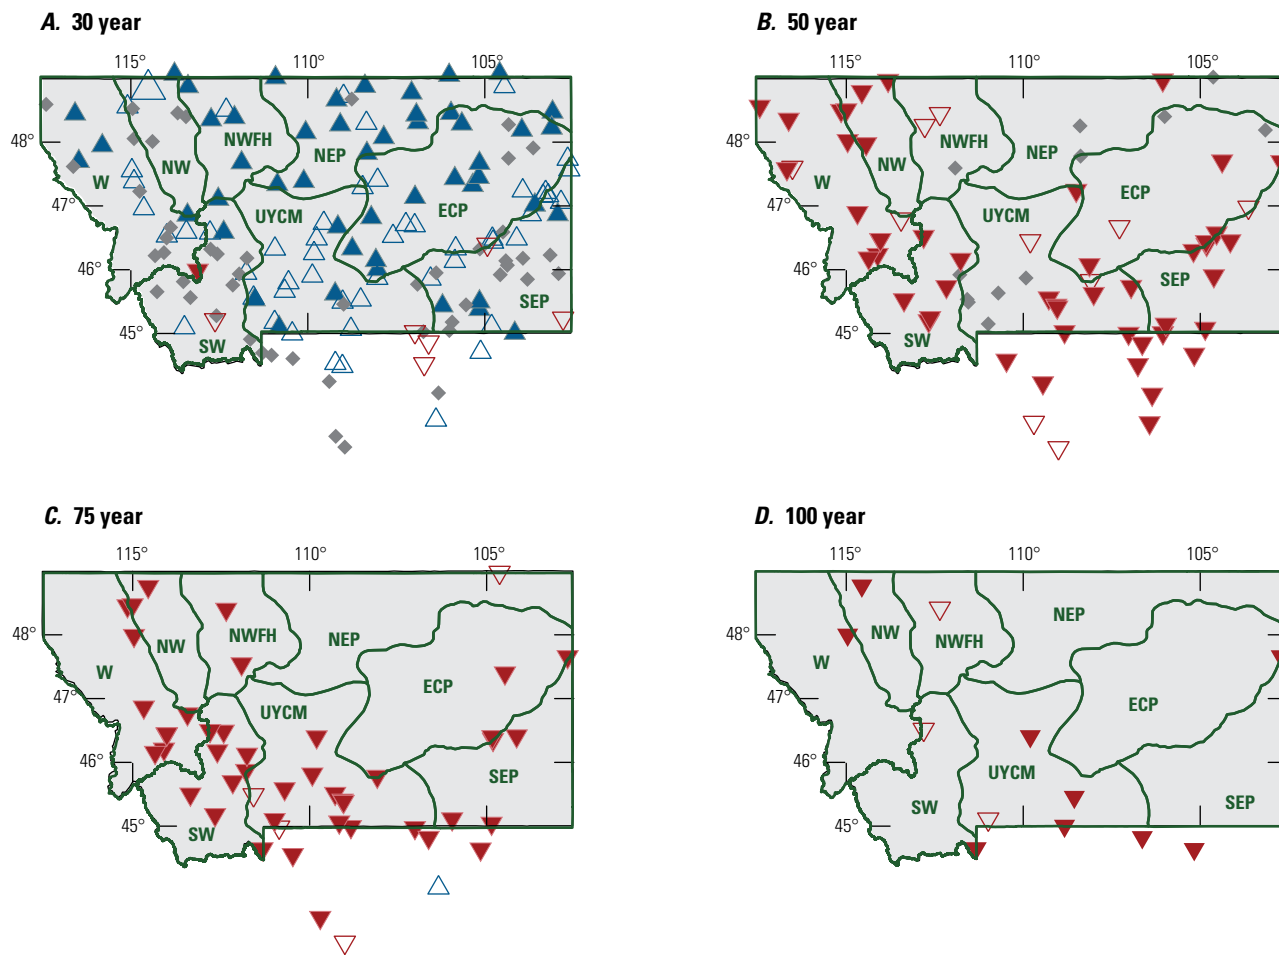 A. 30 year
B. 50 year
115° 110° 105°
115° 110° 105°
48°
48°
NWFH
NEP
NW
W
NWFH
NEP
NW
W
47°
47°
UYCM
ECP
UYCM
ECP
46°
46°
SEP
SEP
45°
45°
SW
SW
C. 75 year
D. 100 year
115° 110° 105°
115° 110° 105°
48°
48°
NWFH
NEP
NW
W
NEP
NW
NWFH
W
47°
47°
ECP
UYCM
ECP
46°
46°
SEP
UYCM
SW
SEP
45°
45°
SW